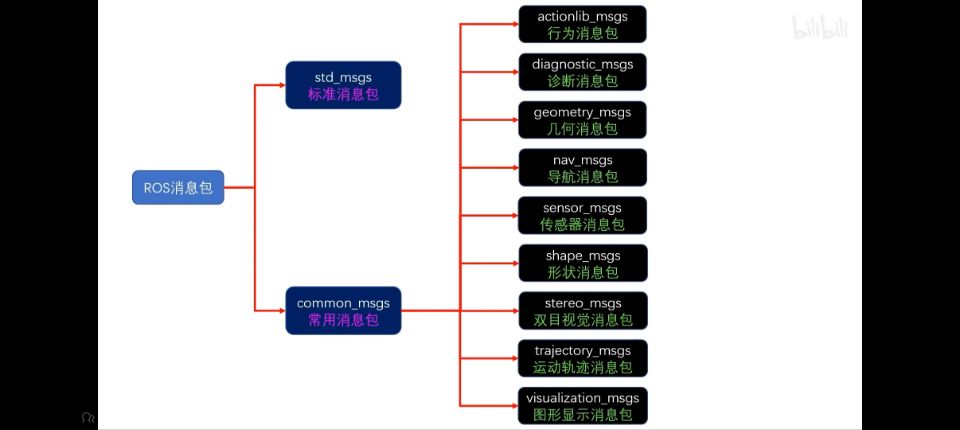 actionlib_msgs
行为消息包
bilibili
std_msgs
标准消息包
diagnostic_msgs
诊断消息包
geometry_msgs
几何消息包
nav_msgs
导航消息包
ROS消息包
sensor_msgs
传感器消息包
shape_msgs
形状消息包
common_msgs
常用消息包
stereo_msgs
双目视觉消息包
trajectory_msgs
运动轨迹消息包
visualization_msgs
图形显示消息包